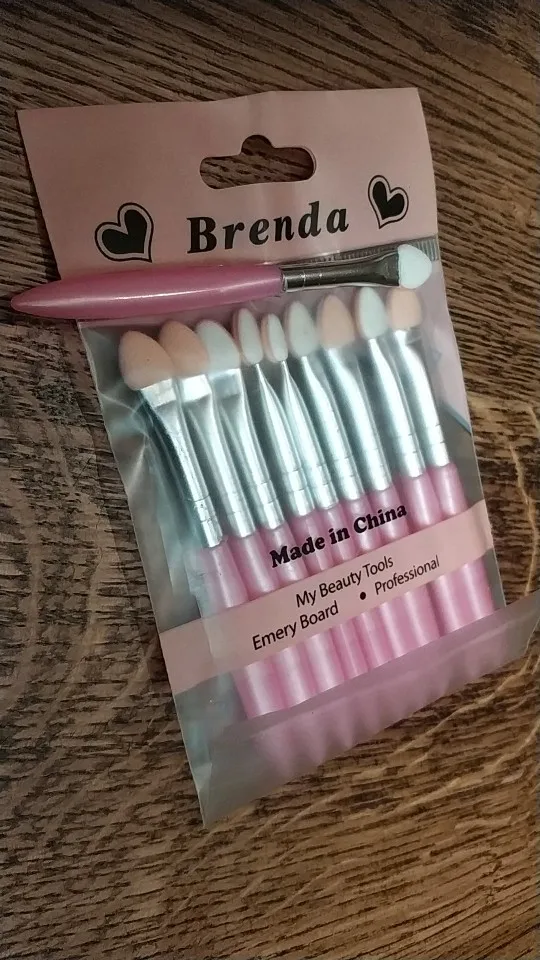 Brenda
Made in China
My Beauty Tools
Emery Board • Professional